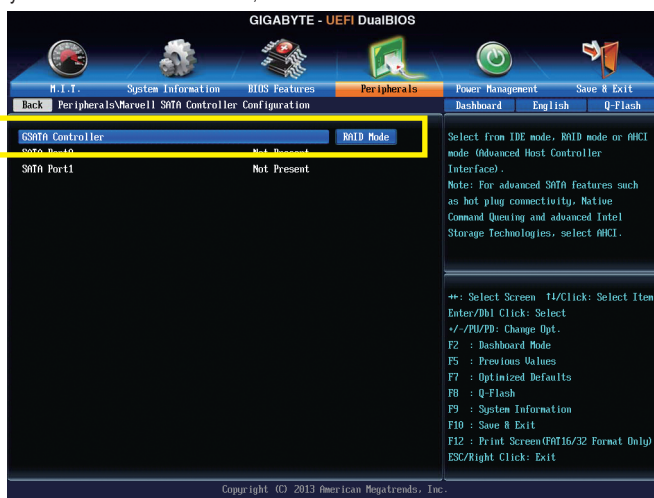 GIGABYTE - UEFI DualBIOS
M.I.T. System Information BIOS Features Peripherals Power Management Save & Exit
Back Peripherals\Marvell SATA Controller Configuration Dashboard English Q-Flash
GSATA Controller RAID Mode
SATA Port0 Not Present
SATA Port1 Not Present
Select from IDE mode, RAID mode or AHCI
mode (Advanced Host Controller
Interface).
Note: For advanced SATA features such
as hot plug connectivity, Native
Command Queuing and advanced Intel
Storage Technologies, select AHCI.
→←: Select Screen ↑↓/Click: Select Item
Enter/Dbl Click: Select
+/-/PU/PD: Change Opt.
F2 : Dashboard Mode
F5 : Previous Values
F7 : Optimized Defaults
F8 : Q-Flash
F9 : System Information
F10 : Save & Exit
F12 : Print Screen(FAT16/32 Format Only)
ESC/Right Click: Exit
Copyright (C) 2013 American Megatrends, Inc.